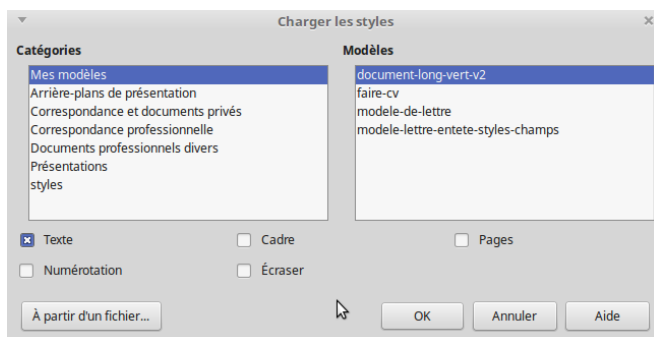 Charger les styles
Catégories
Modèles
Mes modèles
Arrière-plans de présentation
Correspondance et documents privés
Correspondance professionnelle
Documents professionnels divers
Présentations
styles
document-long-vert-v2
faire-cv
modele-de-lettre
modele-lettre-entete-styles-champs
Texte
Cadre
Pages
Numérotation
Écraser
À partir d'un fichier...
OK
Annuler
Aide